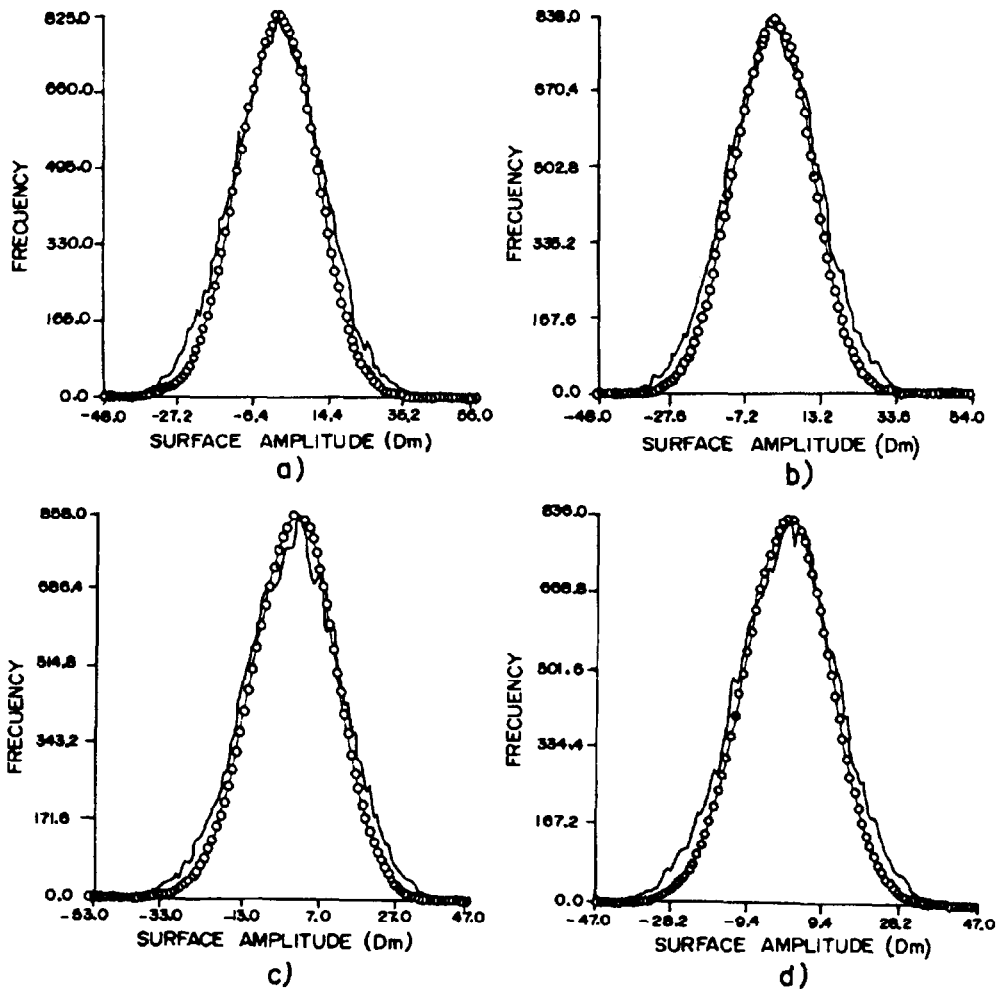 825.0
660.0
495.0
330.0
165.0
0.0
FRECUENCY
-48.0 -27.2 -6.4 14.4 35.2 56.0
SURFACE AMPLITUDE (Dm)
a)
838.0
670.4
502.8
335.2
167.6
0.0
FRECUENCY
-48.0 -27.6 -7.2 13.2 33.6 54.0
SURFACE AMPLITUDE (Dm)
b)
858.0
686.4
514.8
343.2
171.6
0.0
FRECUENCY
-53.0 -33.0 -13.0 7.0 27.0 47.0
SURFACE AMPLITUDE (Dm)
c)
836.0
668.8
501.6
334.4
167.2
0.0
FRECUENCY
-47.0 -28.2 -9.4 9.4 28.2 47.0
SURFACE AMPLITUDE (Dm)
d)